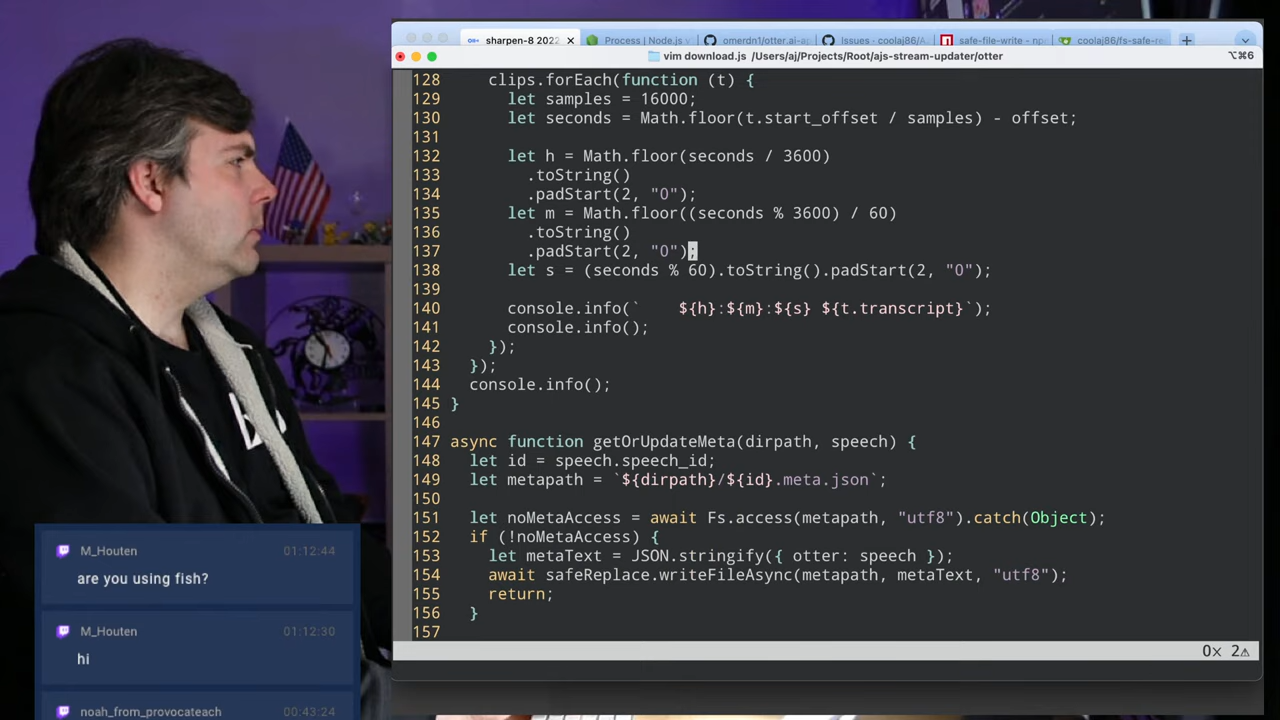 sharpen-8 2022
Process | Node.js v
omerdn1/otter.ai-ap
Issues · coolaj86/A
safe-file-write - npm
coolaj86/fs-safe-re
vim download.js /Users/aj/Projects/Root/ajs-stream-updater/otter
⌥⌘6
128 clips.forEach(function (t) {
129 let samples = 16000;
130 let seconds = Math.floor(t.start_offset / samples) - offset;
131
132 let h = Math.floor(seconds / 3600)
133 .toString()
134 .padStart(2, "0");
135 let m = Math.floor((seconds % 3600) / 60)
136 .toString()
137 .padStart(2, "0");
138 let s = (seconds % 60).toString().padStart(2, "0");
139
140 console.info(`    ${h}:${m}:${s} ${t.transcript}`);
141 console.info();
142 });
143 });
144 console.info();
145 }
146
147 async function getOrUpdateMeta(dirpath, speech) {
148 let id = speech.speech_id;
149 let metapath = `${dirpath}/${id}.meta.json`;
150
151 let noMetaAccess = await Fs.access(metapath, "utf8").catch(Object);
152 if (!noMetaAccess) {
153 let metaText = JSON.stringify({ otter: speech });
154 await safeReplace.writeFileAsync(metapath, metaText, "utf8");
155 return;
156 }
157
0× 2⚠
M_Houten 01:12:44
are you using fish?
M_Houten 01:12:30
hi
noah_from_provocateach 00:43:24